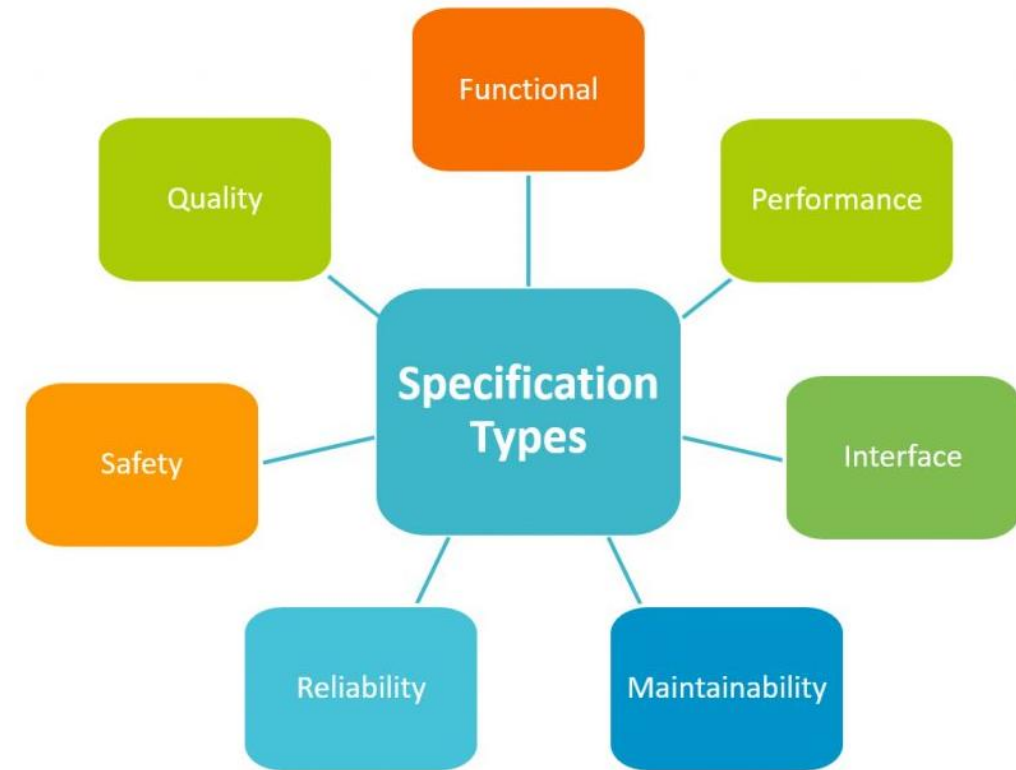 Functional
Quality
Performance
Specification
Types
Safety
Interface
Reliability
Maintainability